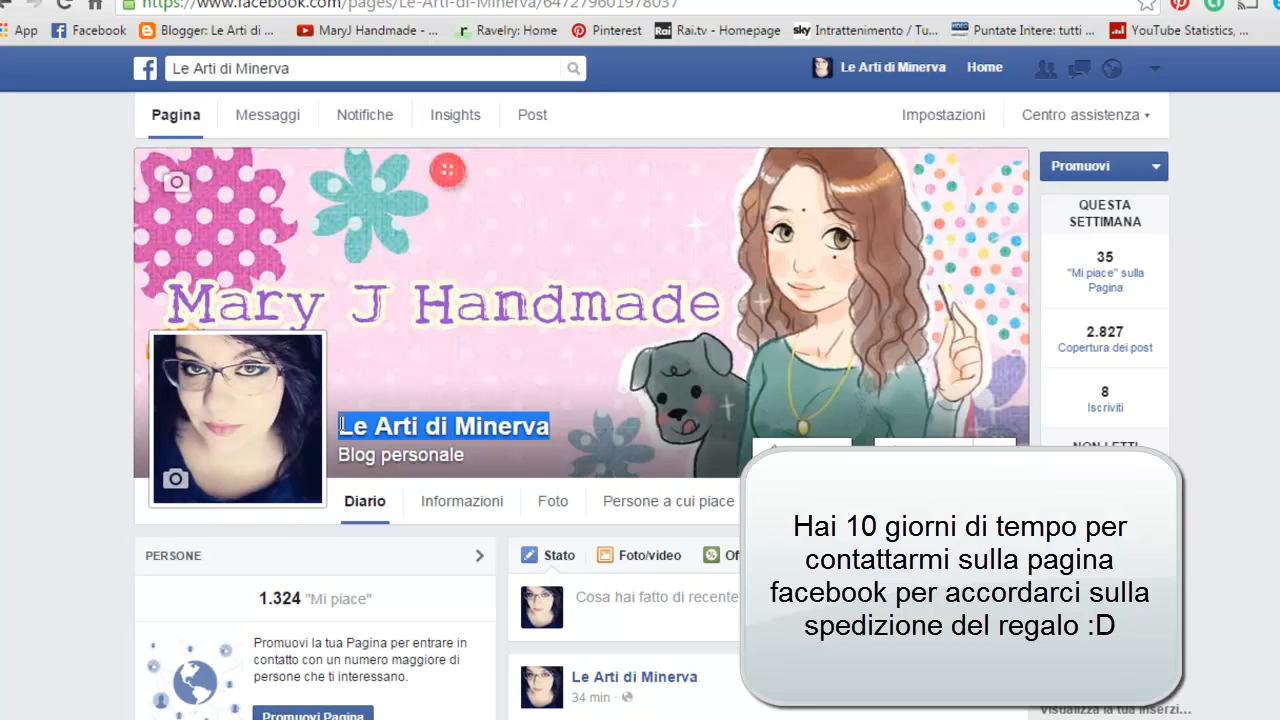 https://www.facebook.com/pages/Le-Arti-di-Minerva/647279601978037
App
Facebook
Blogger: Le Arti di ...
MaryJ Handmade - ...
Ravelry: Home
Pinterest
Rai.tv - Homepage
Intrattenimento / Tu...
Puntate Intere: tutti ...
YouTube Statistics, ...
Le Arti di Minerva
Le Arti di Minerva
Home
Pagina
Messaggi
Notifiche
Insights
Post
Impostazioni
Centro assistenza
Mary J Handmade
Promuovi
QUESTA
SETTIMANA
35
"Mi piace" sulla
Pagina
2.827
Copertura dei post
8
Iscriviti
Le Arti di Minerva
Blog personale
Diario
Informazioni
Foto
Persone a cui piace
PERSONE
1.324 "Mi piace"
Promuovi la tua Pagina per entrare in
contatto con un numero maggiore di
persone che ti interessano.
Promuovi Pagina
Stato
Foto/video
Cosa hai fatto di recente
Le Arti di Minerva
34 min
Hai 10 giorni di tempo per
contattarmi sulla pagina
facebook per accordarci sulla
spedizione del regalo :D